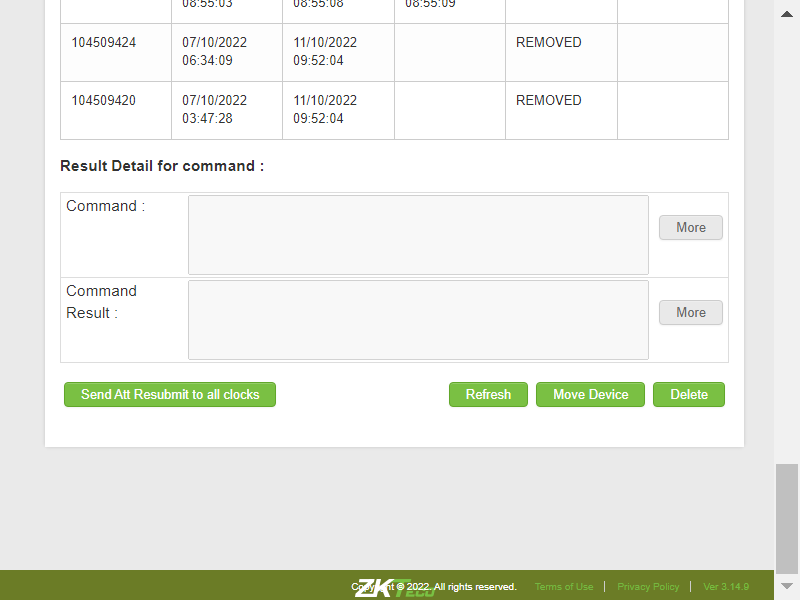 08:55:03 08:55:08 08:55:09
104509424 07/10/2022 06:34:09 11/10/2022 09:52:04 REMOVED
104509420 07/10/2022 03:47:28 11/10/2022 09:52:04 REMOVED
Result Detail for command :
Command :
More
Command
Result :
More
Send Att Resubmit to all clocks Refresh Move Device Delete
ZKTeco
Copyright © 2022. All rights reserved. Terms of Use | Privacy Policy | Ver 3.14.9